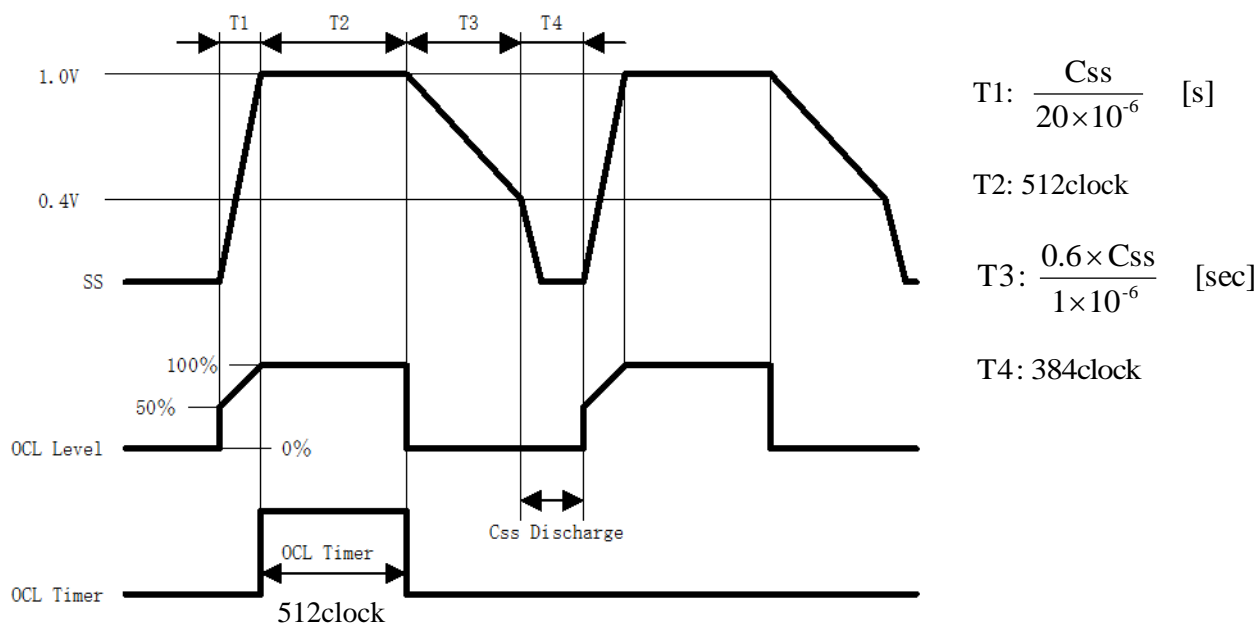 T1 T2 T3 T4
1.0V
0.4V
SS
100%
50%
OCL Level
0%
Css Discharge
OCL Timer
OCL Timer
512clock
T1: Css / 20×10^-6 [s]
T2: 512clock
T3: 0.6×Css / 1×10^-6 [sec]
T4: 384clock